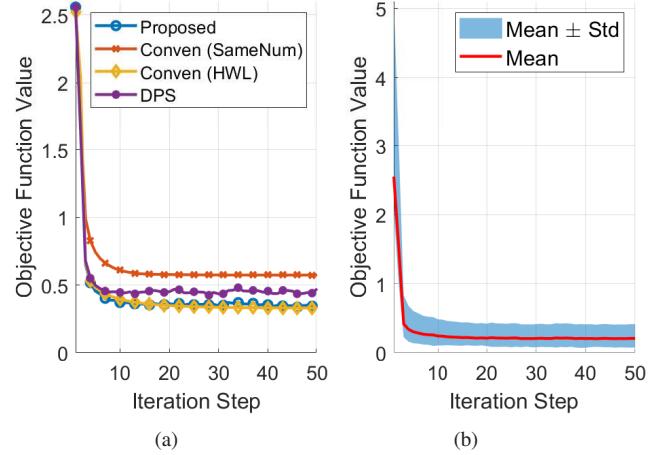 2.5
2
1.5
1
0.5
0
Objective Function Value
Proposed
Conven (SameNum)
Conven (HWL)
DPS
10 20 30 40 50
Iteration Step
(a)
5
4
3
2
1
0
Objective Function Value
Mean ± Std
Mean
10 20 30 40 50
Iteration Step
(b)